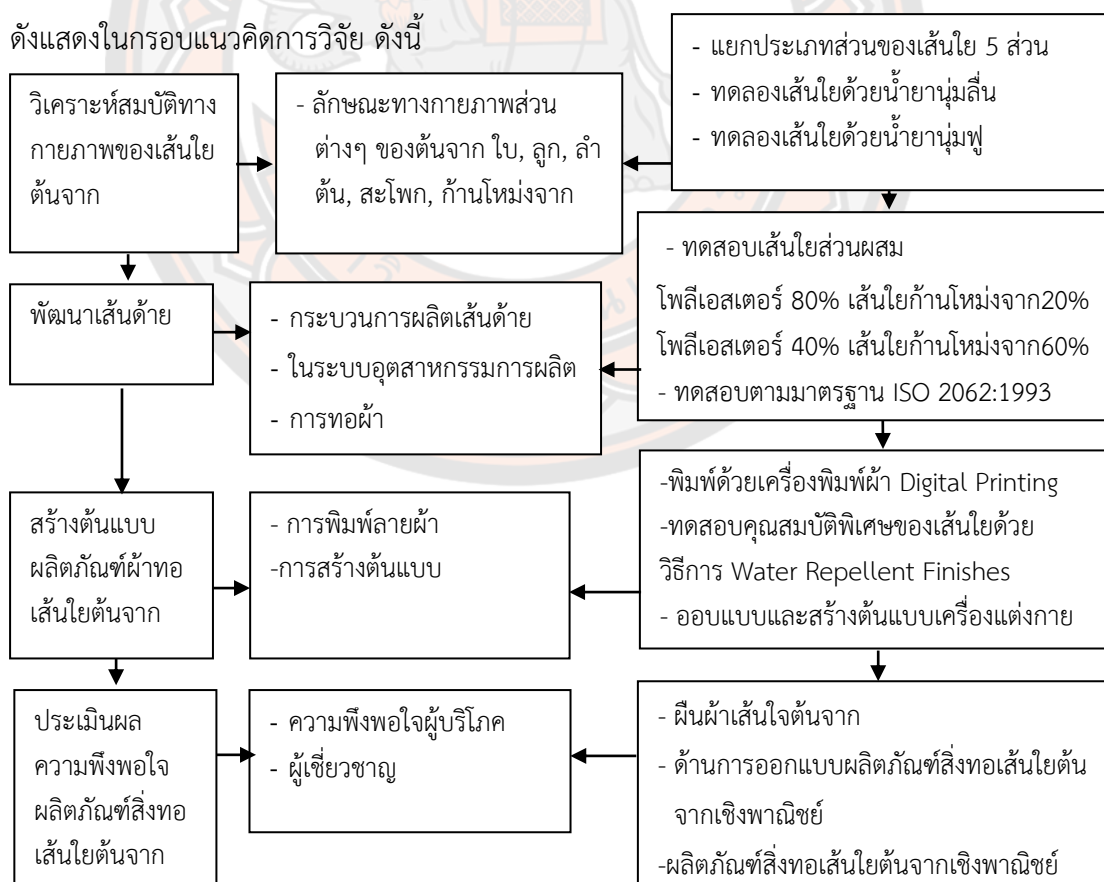 ดังแสดงในกรอบแนวคิดการวิจัย ดังนี้
วิเคราะห์สมบัติทาง
กายภาพของเส้นใย
ต้นจาก
- ลักษณะทางกายภาพส่วน
ต่างๆ ของต้นจาก ใบ, ลูก, ลำ
ต้น, สะโพก, ก้านโหม่งจาก
- แยกประเภทส่วนของเส้นใย 5 ส่วน
- ทดลองเส้นใยด้วยน้ำยานุ่มลื่น
- ทดลองเส้นใยด้วยน้ำยานุ่มฟู
พัฒนาเส้นด้าย
- กระบวนการผลิตเส้นด้าย
- ในระบบอุตสาหกรรมการผลิต
- การทอผ้า
- ทดสอบเส้นใยส่วนผสม
โพลีเอสเตอร์ 80% เส้นใยก้านโหม่งจาก20%
โพลีเอสเตอร์ 40% เส้นใยก้านโหม่งจาก60%
- ทดสอบตามมาตรฐาน ISO 2062:1993
สร้างต้นแบบ
ผลิตภัณฑ์ผ้าทอ
เส้นใยต้นจาก
- การพิมพ์ลายผ้า
-การสร้างต้นแบบ
-พิมพ์ด้วยเครื่องพิมพ์ผ้า Digital Printing
-ทดสอบคุณสมบัติพิเศษของเส้นใยด้วย
วิธีการ Water Repellent Finishes
- ออบแบบและสร้างต้นแบบเครื่องแต่งกาย
ประเมินผล
ความพึงพอใจ
ผลิตภัณฑ์สิ่งทอ
เส้นใยต้นจาก
- ความพึงพอใจผู้บริโภค
- ผู้เชี่ยวชาญ
- ผืนผ้าเส้นใจต้นจาก
- ด้านการออกแบบผลิตภัณฑ์สิ่งทอเส้นใยต้น
จากเชิงพาณิชย์
-ผลิตภัณฑ์สิ่งทอเส้นใยต้นจากเชิงพาณิชย์